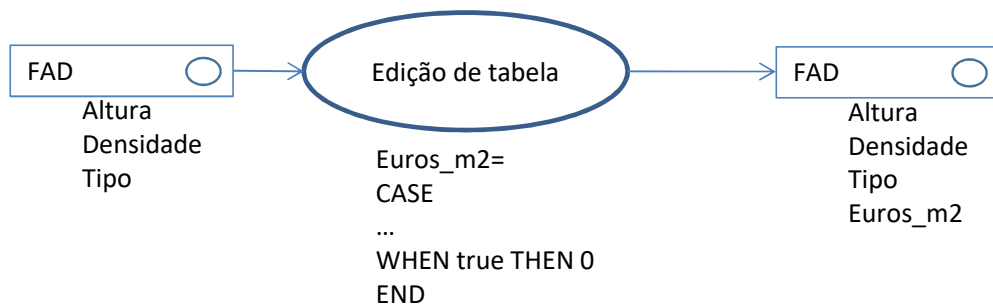 FAD
Altura
Densidade
Tipo
Edição de tabela
Euros_m2=
CASE
...
WHEN true THEN 0
END
FAD
Altura
Densidade
Tipo
Euros_m2